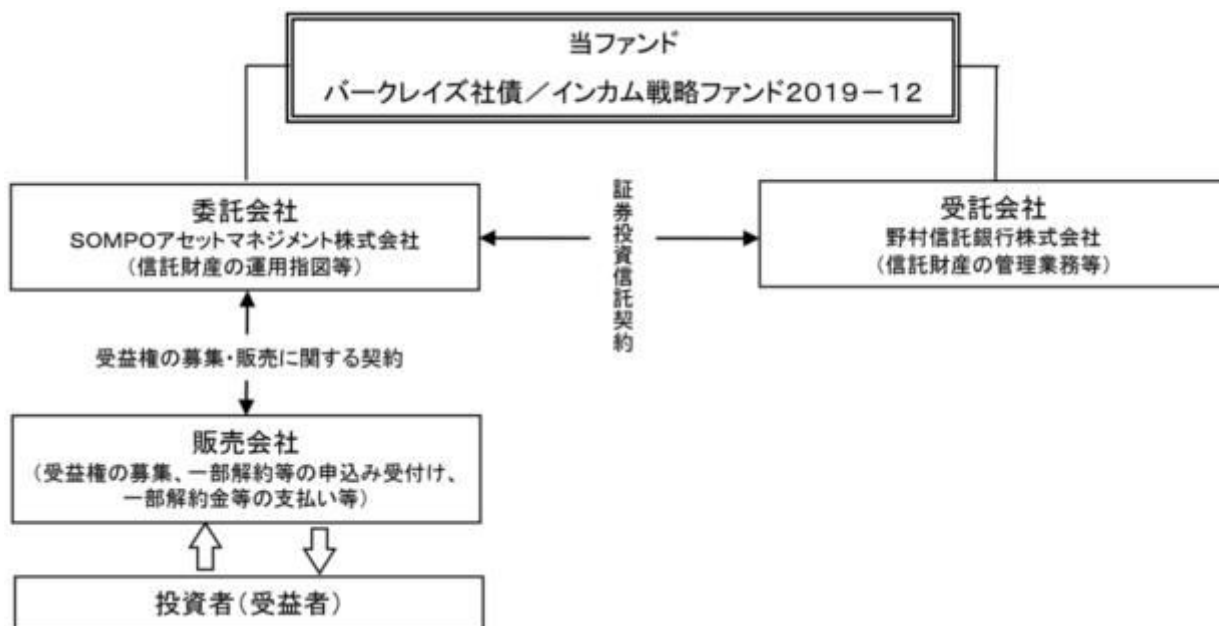 当ファンド
バークレイズ社債／インカム戦略ファンド2019－12
委託会社
SOMPOアセットマネジメント株式会社
（信託財産の運用指図等）
証券投資信託契約
受託会社
野村信託銀行株式会社
（信託財産の管理業務等）
受益権の募集・販売に関する契約
販売会社
（受益権の募集、一部解約等の申込み受付け、
一部解約金等の支払い等）
投資者（受益者）